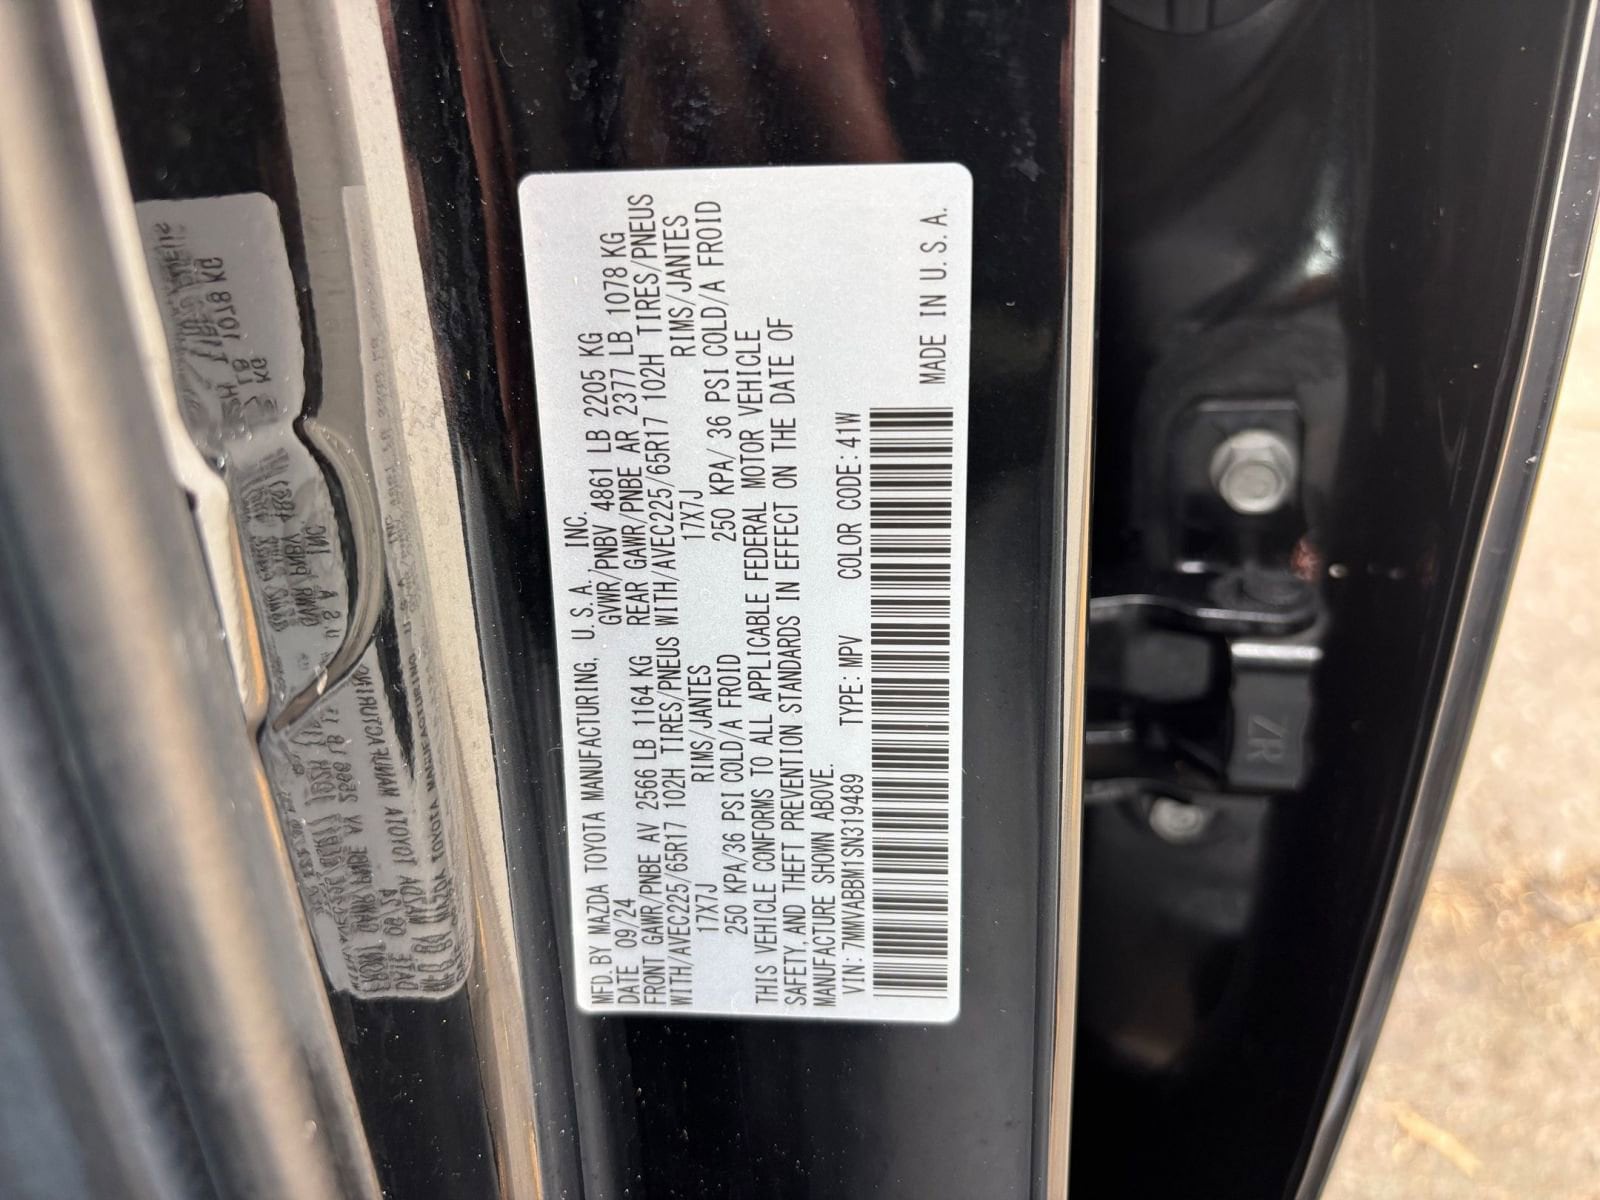 MFD. BY MAZDA TOYOTA MANUFACTURING, U.S.A., INC.
DATE 09/24 GVWR/PNBV 4861 LB 2205 KG
FRONT GAWR/PNBE AV 2566 LB 1164 KG REAR GAWR/PNBE AR 2377 LB 1078 KG
WITH/AVEC225/65R17 102H TIRES/PNEUS WITH/AVEC225/65R17 102H TIRES/PNEUS
17X7J RIMS/JANTES 17X7J RIMS/JANTES
250 KPA/36 PSI COLD/A FROID 250 KPA/ 36 PSI COLD/A FROID
THIS VEHICLE CONFORMS TO ALL APPLICABLE FEDERAL MOTOR VEHICLE
SAFETY, AND THEFT PREVENTION STANDARDS IN EFFECT ON THE DATE OF
MANUFACTURE SHOWN ABOVE.
VIN: 7MMVABBM1SN319489 TYPE: MPV COLOR CODE: 41W
MADE IN U.S.A.
ZR